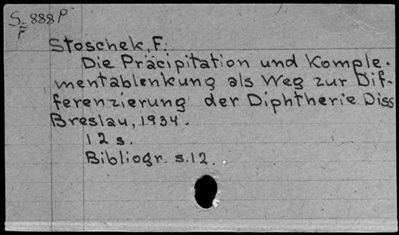 S-888P
F
Stoschek, F.
Die Präcipitation und Komple-
mentablenkung als Weg zur Dif-
ferenzierung der Diphtherie. Diss
Breslau, 1934.
12 s.
Bibliogr. s.12.